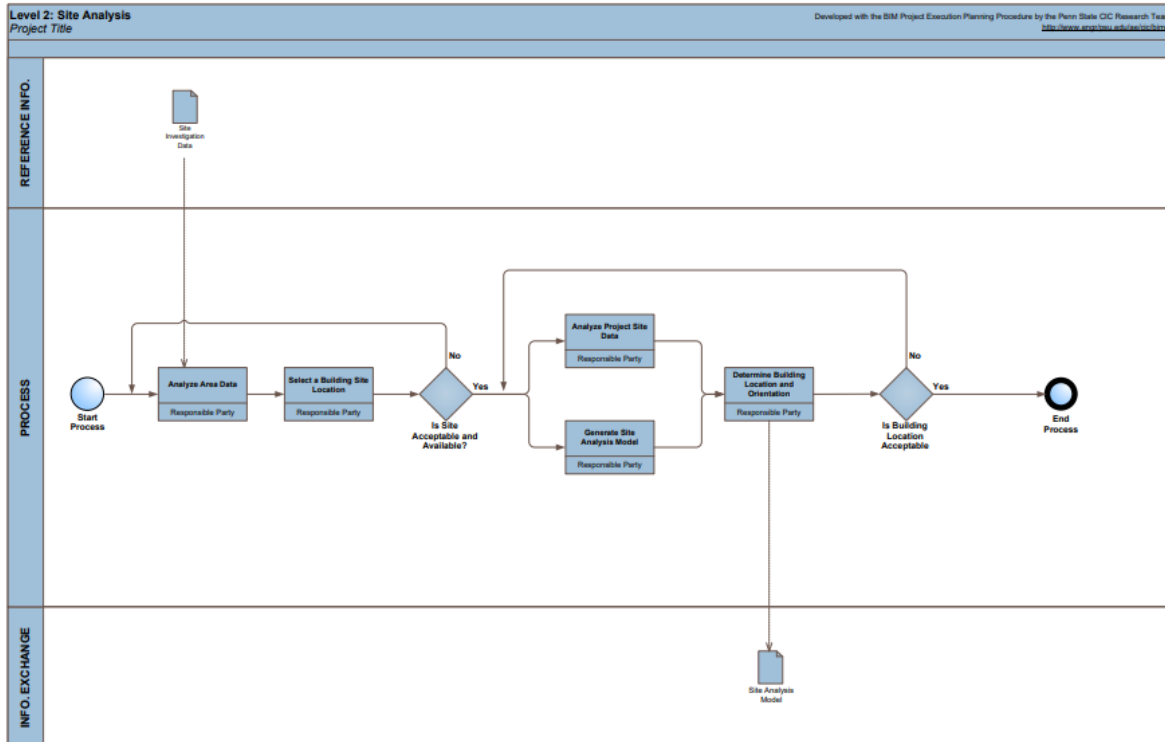 Level 2: Site Analysis
Project Title
Developed with the BIM Project Execution Planning Procedure by the Penn State CIC Research Tea
REFERENCE INFO.
Site
Investigation
Data
PROCESS
Start
Process
Analyze Area Data
Responsible Party
Select a Building Site
Location
Responsible Party
No
Yes
Is Site
Acceptable and
Available?
Analyze Project Site
Data
Responsible Party
Generate Site
Analysis Model
Responsible Party
Determine Building
Location and
Orientation
Responsible Party
No
Yes
Is Building
Location
Acceptable
End
Process
INFO. EXCHANGE
Site Analysis
Model